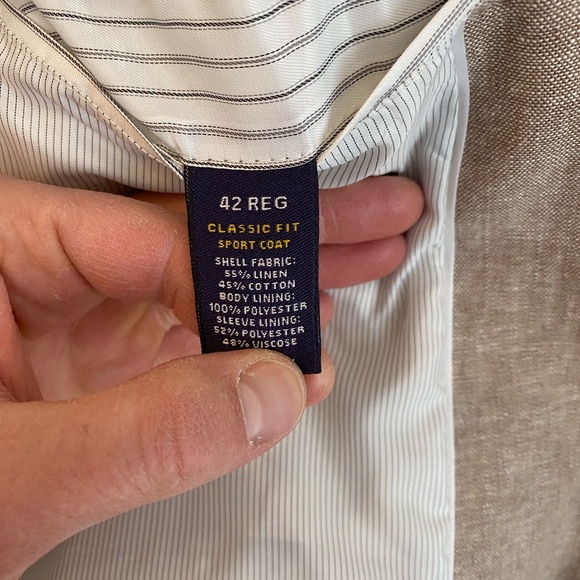 42 REG
CLASSIC FIT
SPORT COAT
SHELL FABRIC:
55% LINEN
45% COTTON
BODY LINING:
100% POLYESTER
SLEEVE LINING:
52% POLYESTER
48% VISCOSE